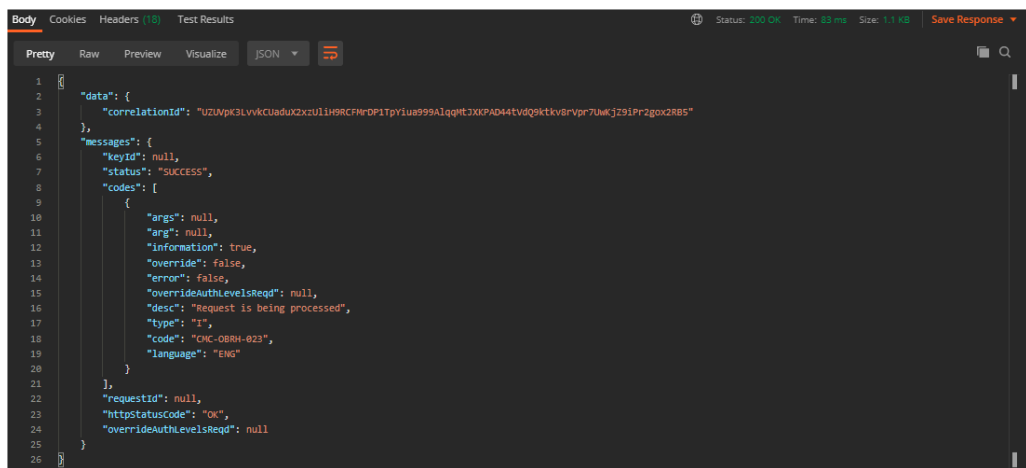 Body Cookies Headers (18) Test Results Status: 200 OK Time: 83 ms Size: 1.1 KB Save Response
Pretty Raw Preview Visualize JSON
1 {
2 "data": {
3 "correlationId": "UZUVpK3LvvkCUaduX2xzUliH9RCFMrDP1TpYiua999AlqqMtJXKPAD44tVdQ9ktkv8rVpr7UwKjZ9iPr2gox2RB5"
4 },
5 "messages": {
6 "keyId": null,
7 "status": "SUCCESS",
8 "codes": [
9 {
10 "args": null,
11 "arg": null,
12 "information": true,
13 "override": false,
14 "error": false,
15 "overrideAuthLevelsReqd": null,
16 "desc": "Request is being processed",
17 "type": "I",
18 "code": "CMC-OBRH-023",
19 "language": "ENG"
20 }
21 ],
22 "requestId": null,
23 "httpStatusCode": "OK",
24 "overrideAuthLevelsReqd": null
25 }
26 }